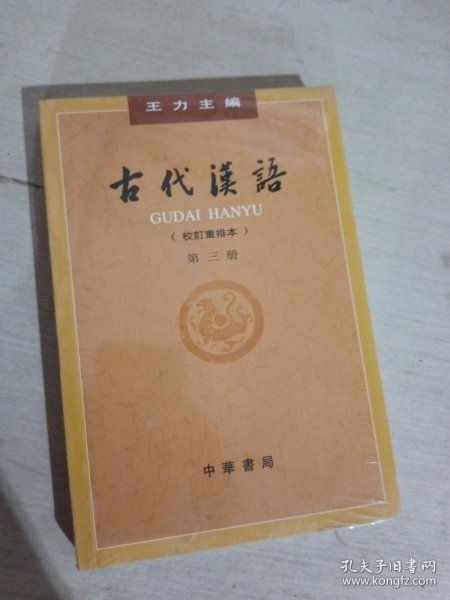 王力主編
古代漢語
GUDAI HANYU
（校訂重排本）
第三册
中華書局
孔夫子旧书网
www.kongfz.com